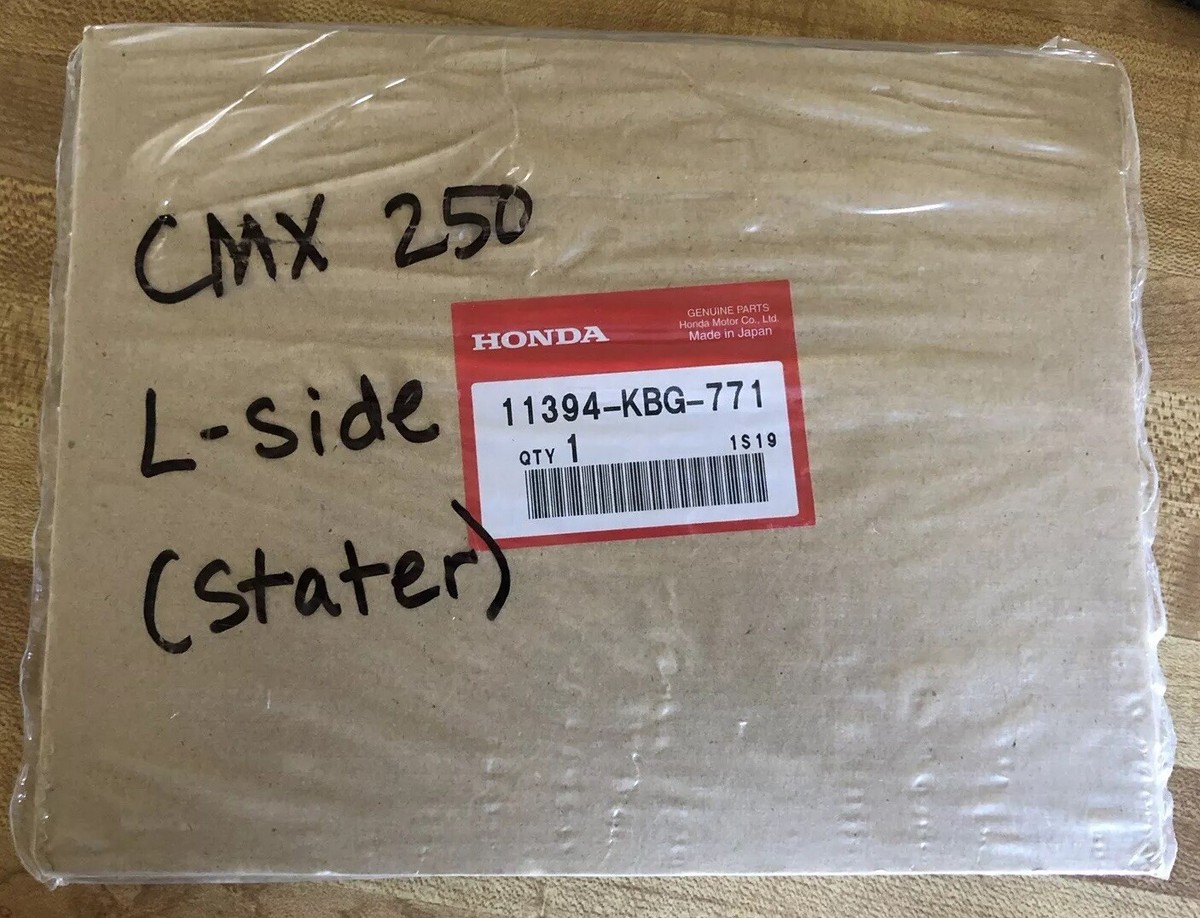 CMX 250
L-side
(stater)
HONDA
GENUINE PARTS
Honda Motor Co., Ltd.
Made in Japan
11394-KBG-771
QTY 1 1S19